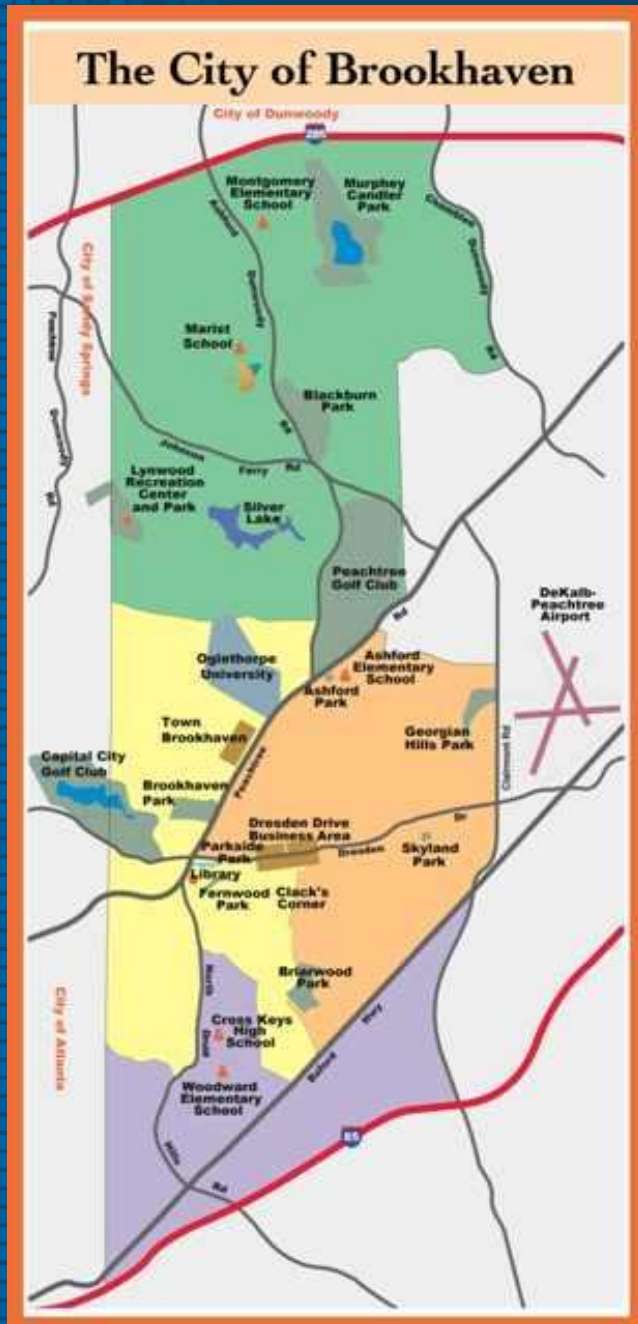 The City of Brookhaven
City of Dunwoody
285
Montgomery
Elementary
School
Murphey
Candler
Park
Ashford
Dunwoody
Rd
Chamblee
Dunwoody
Rd
City of Sandy Springs
Peachtree
Dunwoody
Rd
Marist
School
Blackburn
Park
Johnson
Ferry
Rd
Lynwood
Recreation
Center
and Park
Silver
Lake
Peachtree
Golf Club
Rd
DeKalb-
Peachtree
Airport
Oglethorpe
University
Ashford
Elementary
School
Ashford
Park
Town
Brookhaven
Georgian
Hills Park
Clairmont Rd
Capital City
Golf Club
Peachtree
Brookhaven
Park
Dresden Drive
Business Area
Dr
Parkside
Park
Dresden
Skyland
Park
Library
Fernwood
Park
Clack's
Corner
Briarwood
Park
North
Druid
Hills
Rd
City of Atlanta
Cross Keys
High
School
Buford
Hwy
Woodward
Elementary
School
85